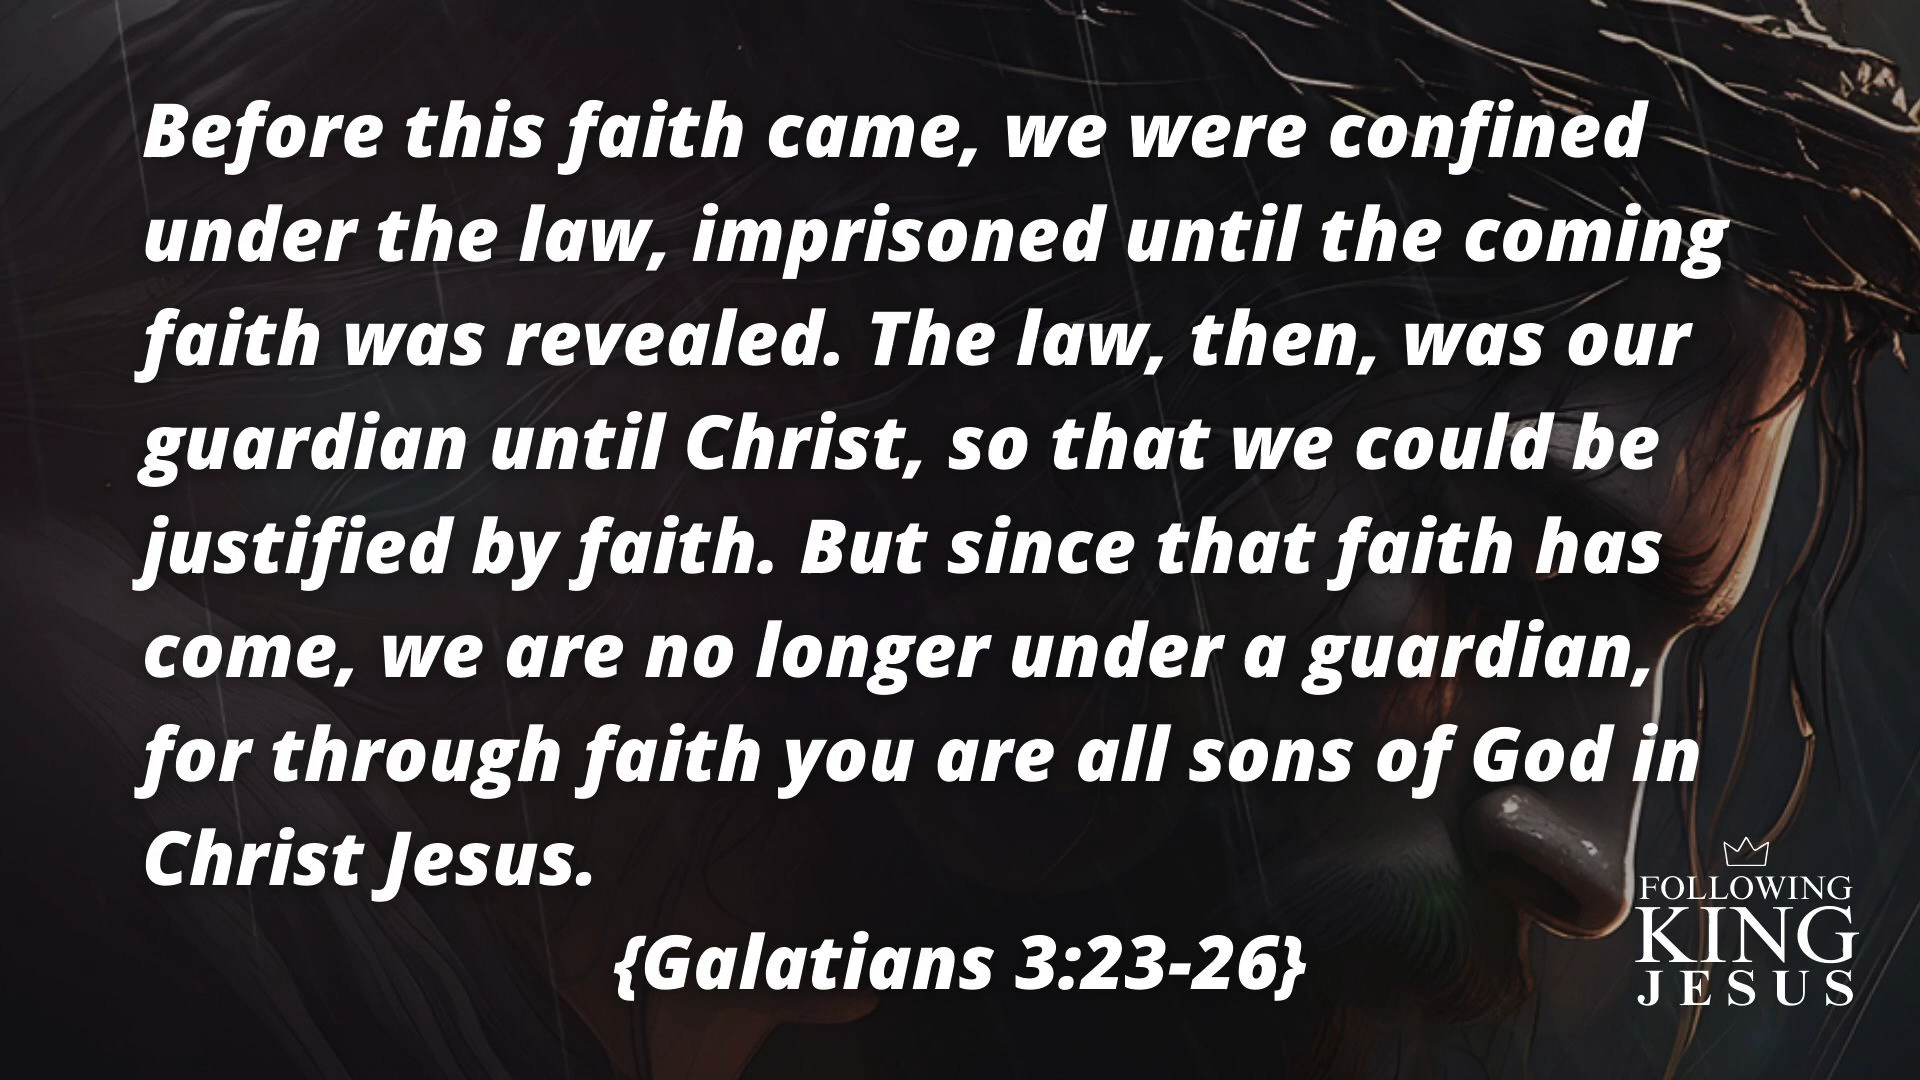 Before this faith came, we were confined
under the law, imprisoned until the coming
faith was revealed. The law, then, was our
guardian until Christ, so that we could be
justified by faith. But since that faith has
come, we are no longer under a guardian,
for through faith you are all sons of God in
Christ Jesus.
{Galatians 3:23-26}
FOLLOWING
KING
JESUS